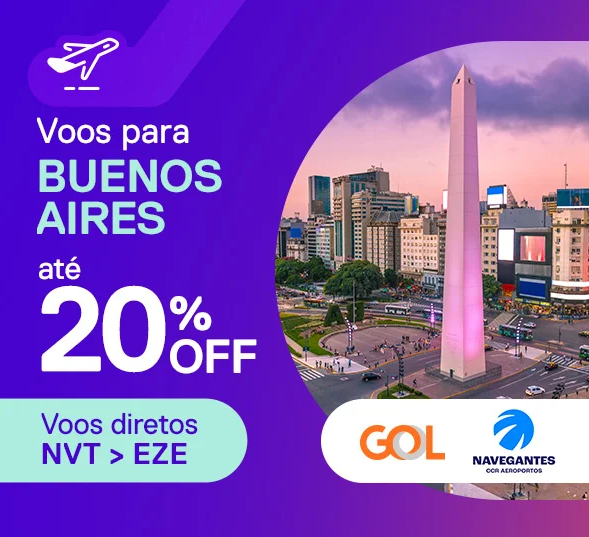 Voos para
BUENOS
AIRES
até
20%
OFF
Voos diretos
NVT > EZE
GOL
NAVEGANTES
CCR AEROPORTOS